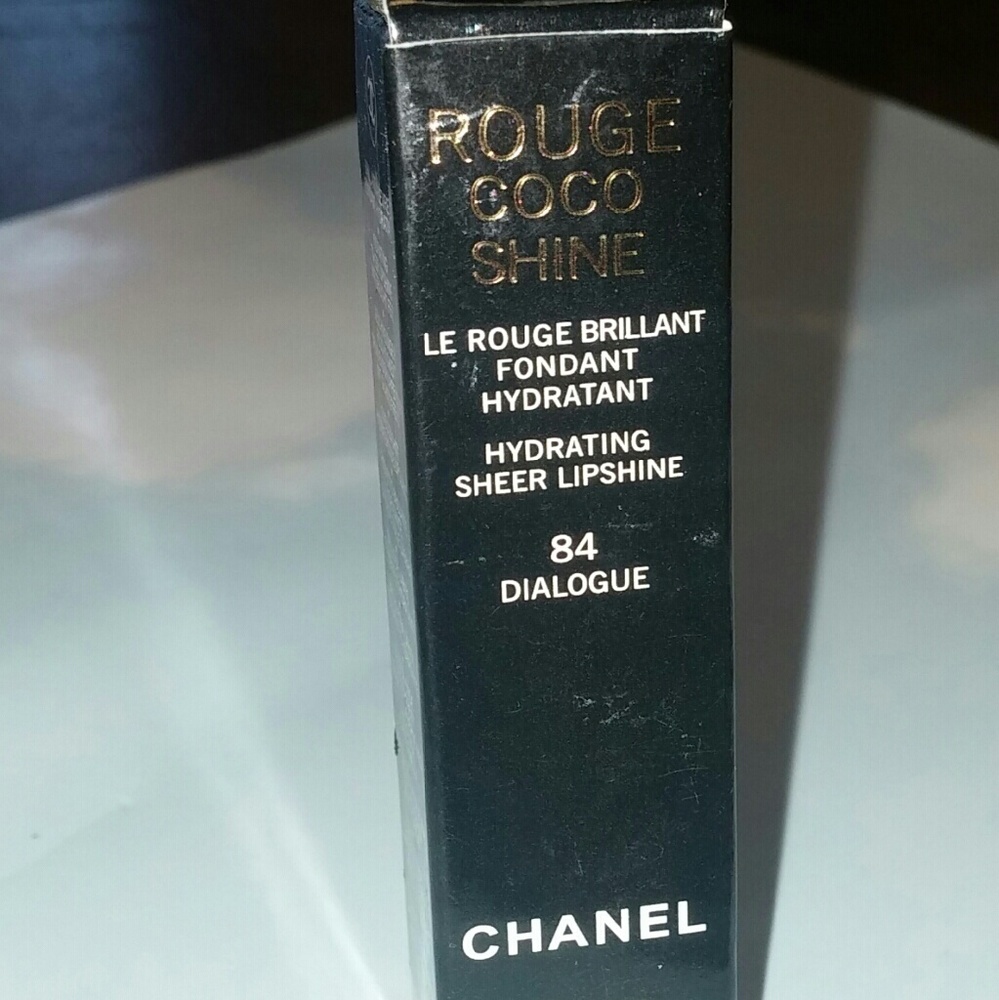 ROUGE
COCO
SHINE
LE ROUGE BRILLANT
FONDANT
HYDRATANT
HYDRATING
SHEER LIPSHINE
84
DIALOGUE
CHANEL